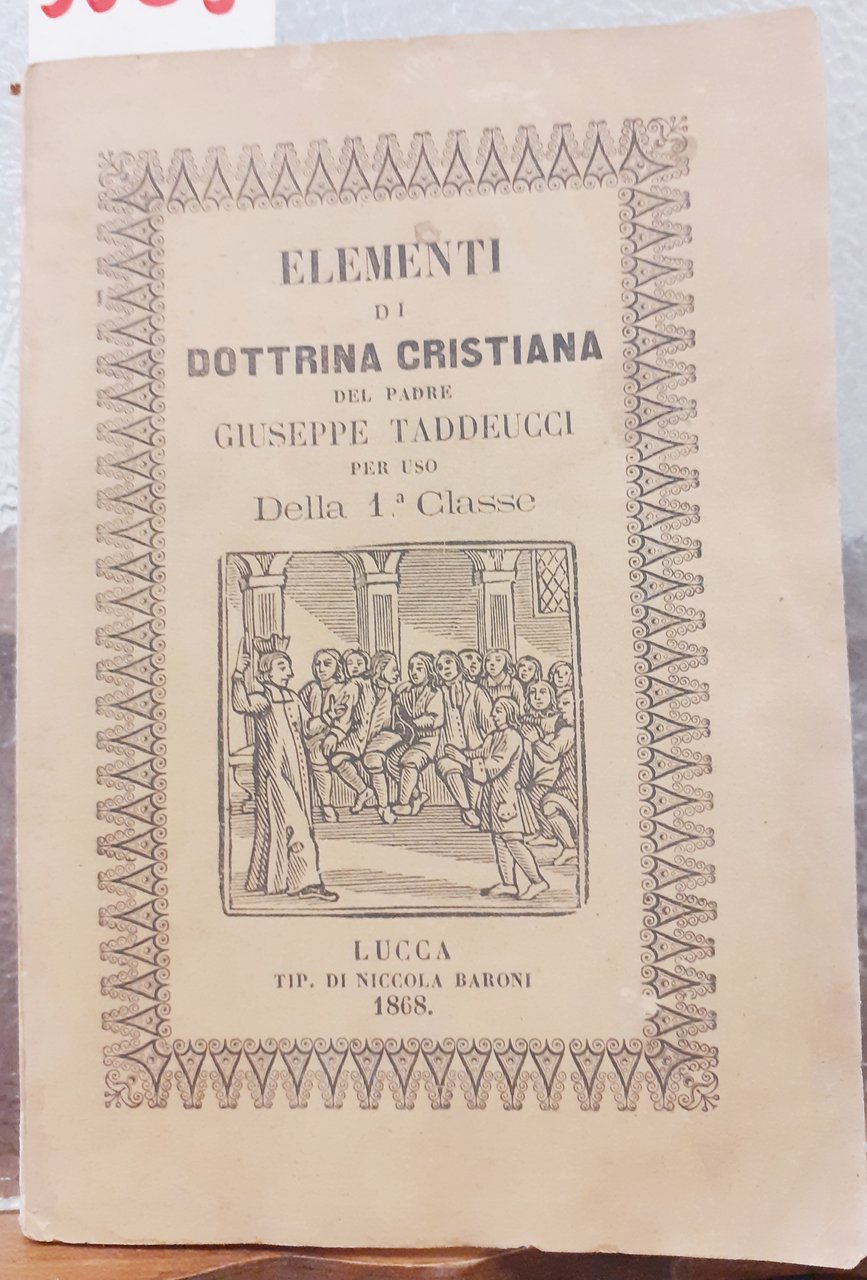 ELEMENTI
DI
DOTTRINA CRISTIANA
DEL PADRE
GIUSEPPE TADDEUCCI
PER USO
Della 1.ª Classe
LUCCA
TIP. DI NICCOLA BARONI
1868.